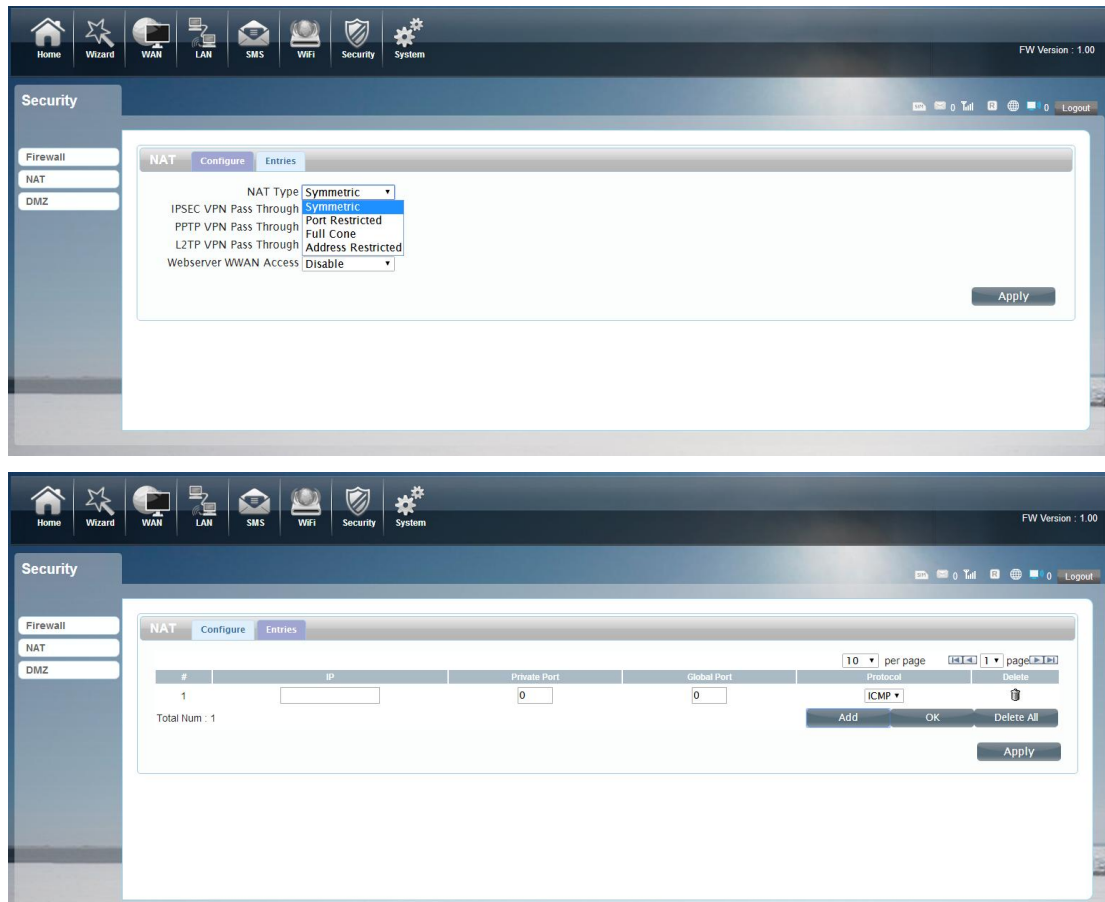 Home Wizard WAN LAN SMS WiFi Security System
FW Version : 1.00
Security
0 R 0 Logout
Firewall
NAT
DMZ
NAT Configure Entries
NAT Type Symmetric
Symmetric
Port Restricted
Full Cone
Address Restricted
IPSEC VPN Pass Through
PPTP VPN Pass Through
L2TP VPN Pass Through
Webserver WWAN Access Disable
Apply
Home Wizard WAN LAN SMS WiFi Security System
FW Version : 1.00
Security
0 R 0 Logout
Firewall
NAT
DMZ
NAT Configure Entries
10 per page 1 page
# IP Private Port Global Port Protocol Delete
1 0 0 ICMP
Total Num : 1
Add OK Delete All
Apply